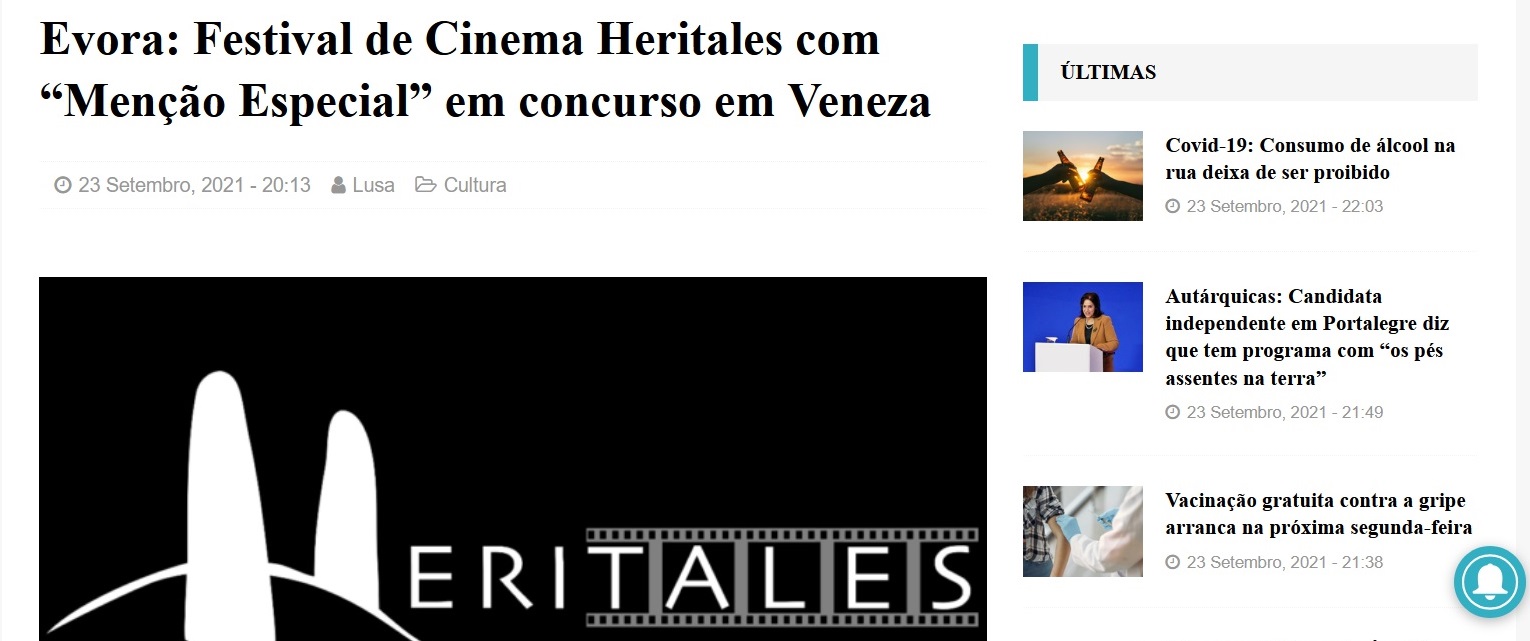 Evora: Festival de Cinema Heritales com
“Menção Especial” em concurso em Veneza
23 Setembro, 2021 - 20:13 Lusa Cultura
HERITALES
ÚLTIMAS
Covid-19: Consumo de álcool na
rua deixa de ser proibido
23 Setembro, 2021 - 22:03
Autárquicas: Candidata
independente em Portalegre diz
que tem programa com “os pés
assentes na terra”
23 Setembro, 2021 - 21:49
Vacinação gratuita contra a gripe
arranca na próxima segunda-feira
23 Setembro, 2021 - 21:38